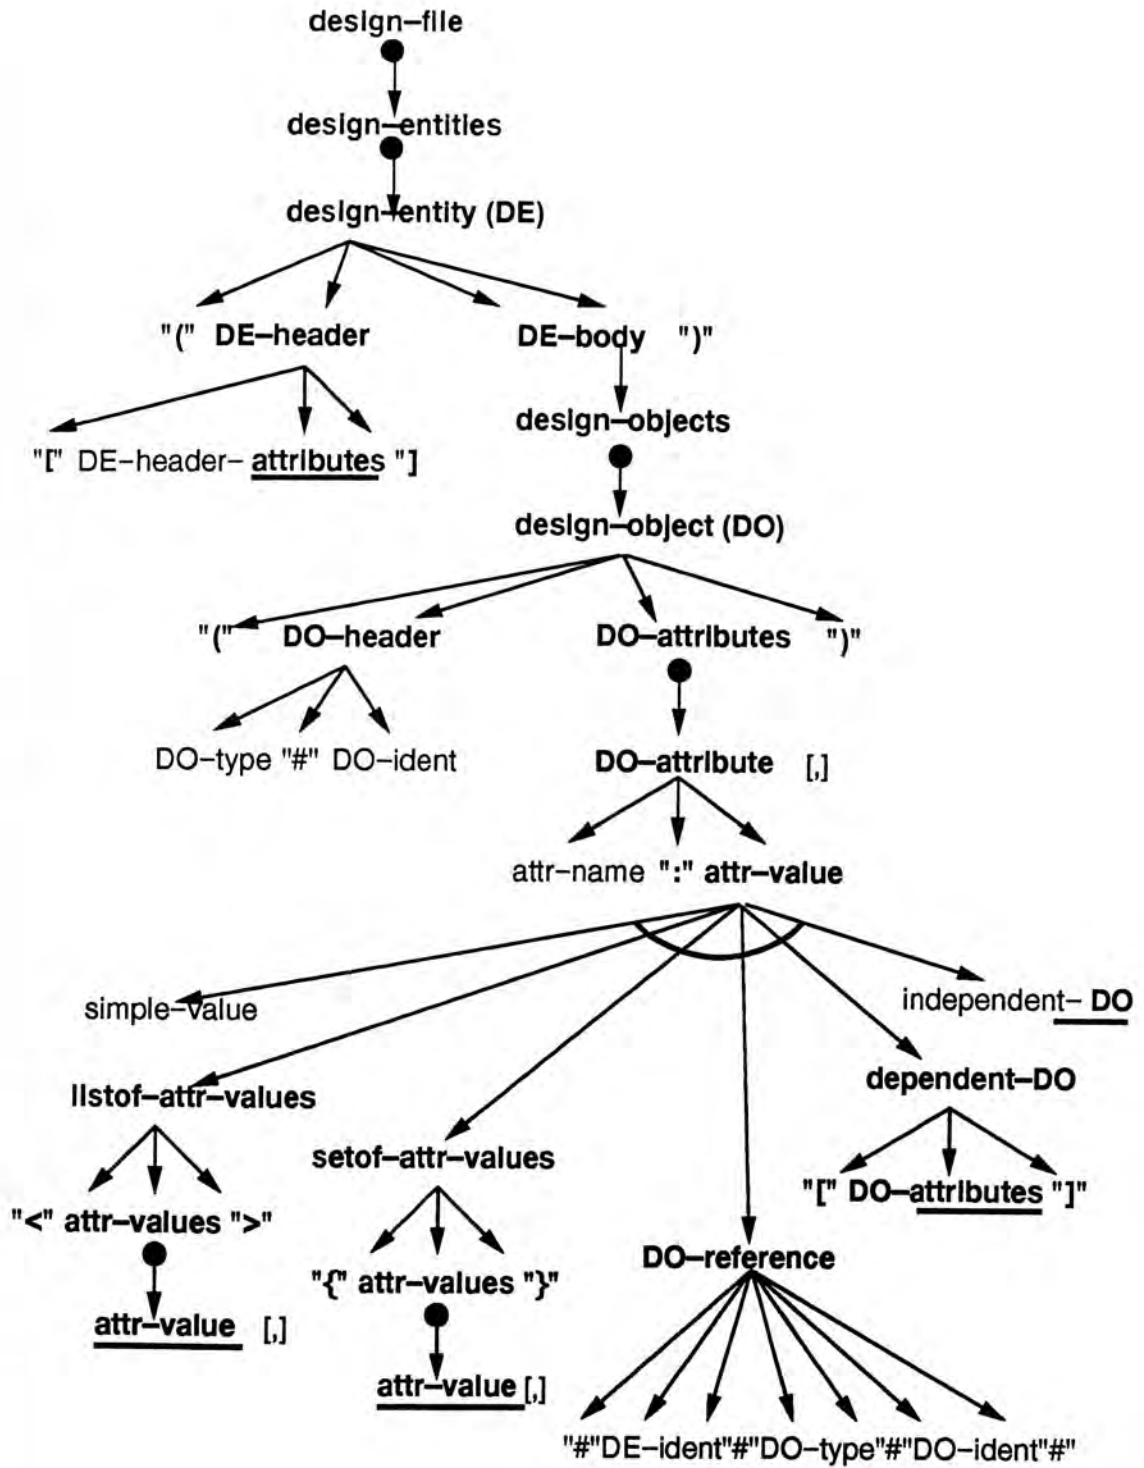 design–file
design–entities
design–entity (DE)
"(" DE–header DE–body ")"
design–objects
"[" DE–header– attributes "]
design–object (DO)
"(" DO–header DO–attributes ")"
DO–type "#" DO–ident
DO–attribute [,]
attr–name ":" attr–value
simple–value
independent– DO
listof–attr–values
dependent–DO
setof–attr–values
"[" DO–attributes "]"
"<" attr–values ">"
DO–reference
"{" attr–values "}"
attr–value [,]
attr–value [,]
"#"DE–ident"#"DO–type"#"DO–ident"#"